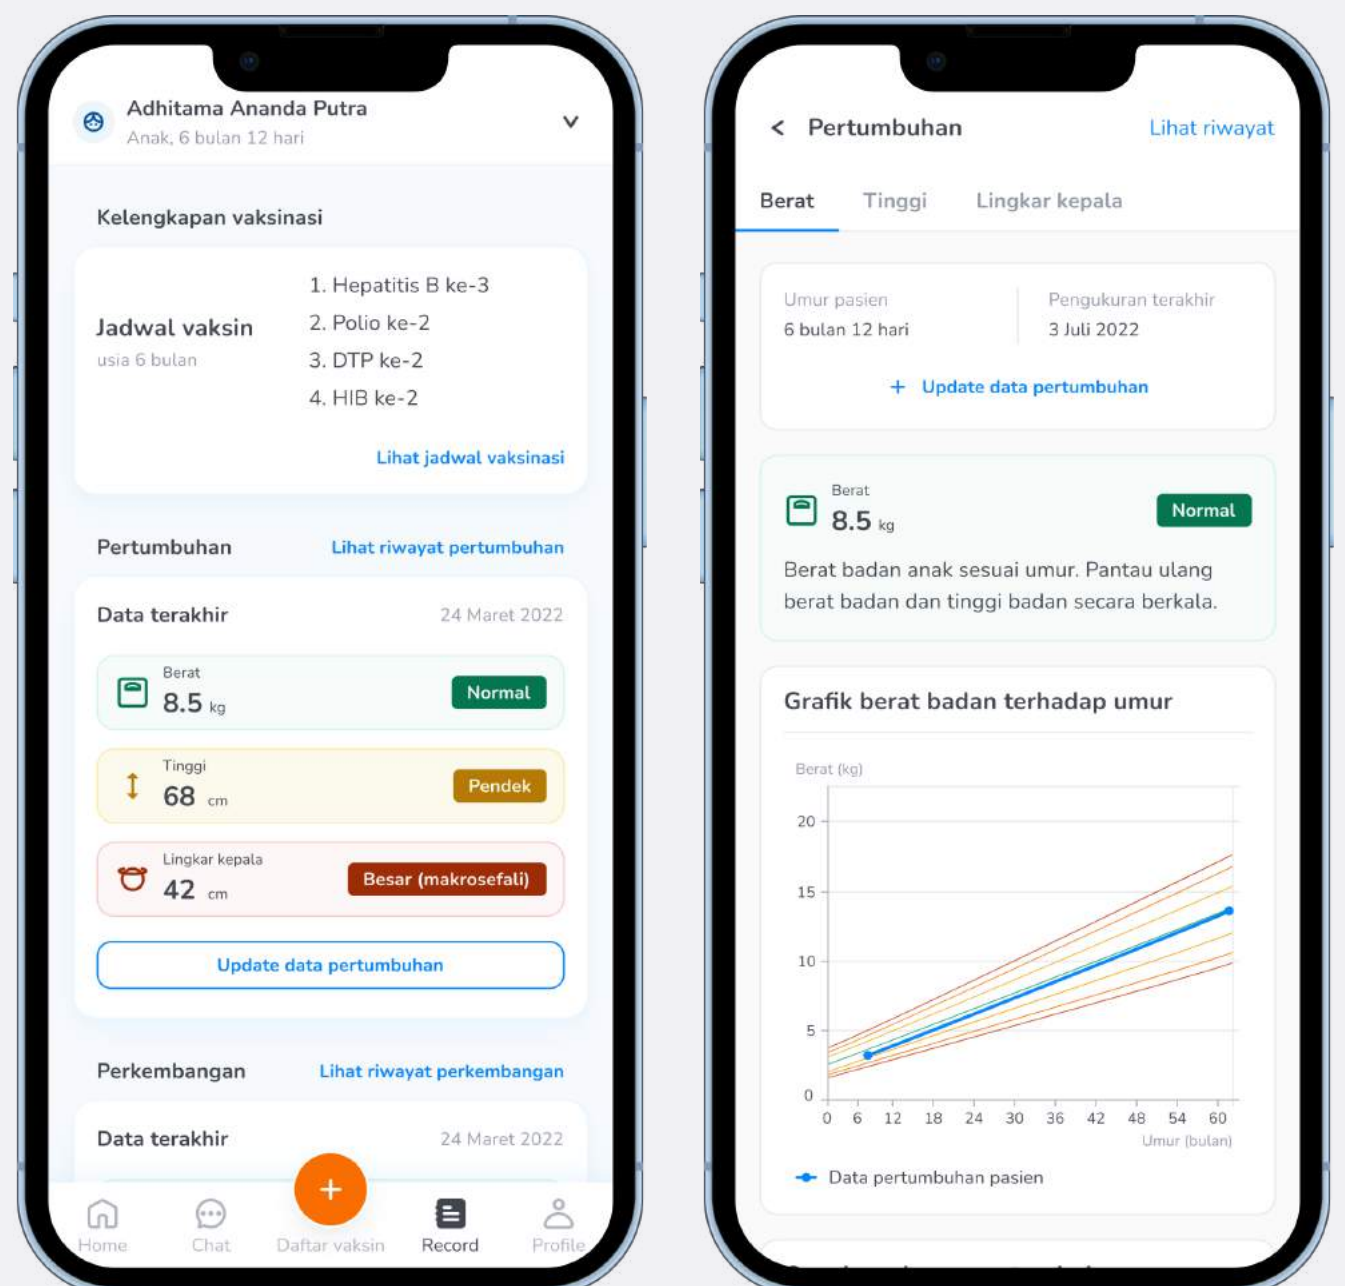 Adhitama Ananda Putra
Anak, 6 bulan 12 hari
Kelengkapan vaksinasi
Jadwal vaksin
usia 6 bulan
1. Hepatitis B ke-3
2. Polio ke-2
3. DTP ke-2
4. HIB ke-2
Lihat jadwal vaksinasi
Pertumbuhan
Lihat riwayat pertumbuhan
Data terakhir
24 Maret 2022
Berat
8.5 kg
Normal
Tinggi
68 cm
Pendek
Lingkar kepala
42 cm
Besar (makrosefali)
Update data pertumbuhan
Perkembangan
Lihat riwayat perkembangan
Data terakhir
24 Maret 2022
+
Home
Chat
Daftar vaksin
Record
Profile
< Pertumbuhan
Lihat riwayat
Berat
Tinggi
Lingkar kepala
Umur pasien
6 bulan 12 hari
Pengukuran terakhir
3 Juli 2022
+ Update data pertumbuhan
Berat
8.5 kg
Normal
Berat badan anak sesuai umur. Pantau ulang
berat badan dan tinggi badan secara berkala.
Grafik berat badan terhadap umur
Berat (kg)
20
15
10
5
0
0 6 12 18 24 30 36 42 48 54 60
Umur (bulan)
Data pertumbuhan pasien